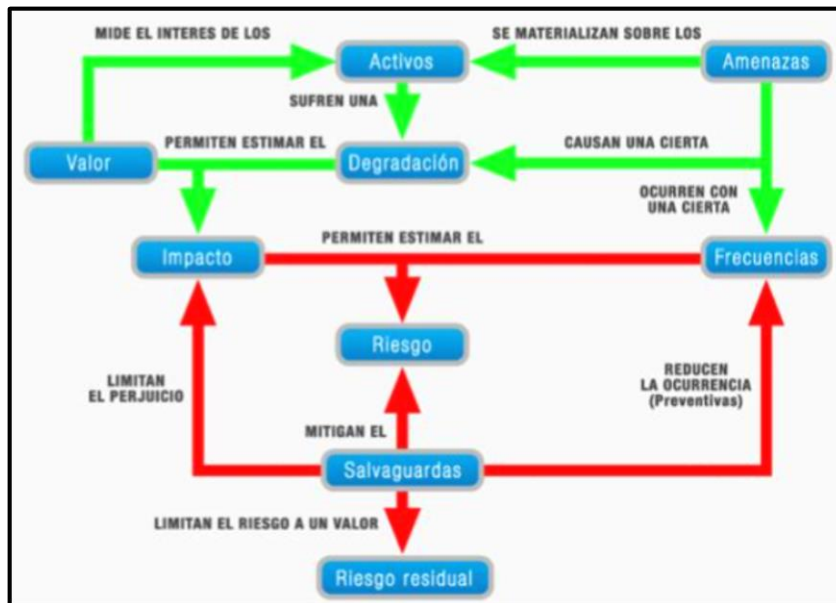 MIDE EL INTERES DE LOS
SE MATERIALIZAN SOBRE LOS
Activos
Amenazas
SUFREN UNA
PERMITEN ESTIMAR EL
CAUSAN UNA CIERTA
Valor
Degradación
OCURREN CON
UNA CIERTA
PERMITEN ESTIMAR EL
Impacto
Frecuencias
Riesgo
LIMITAN
EL PERJUICIO
REDUCEN
LA OCURRENCIA
(Preventivas)
MITIGAN EL
Salvaguardas
LIMITAN EL RIESGO A UN VALOR
Riesgo residual